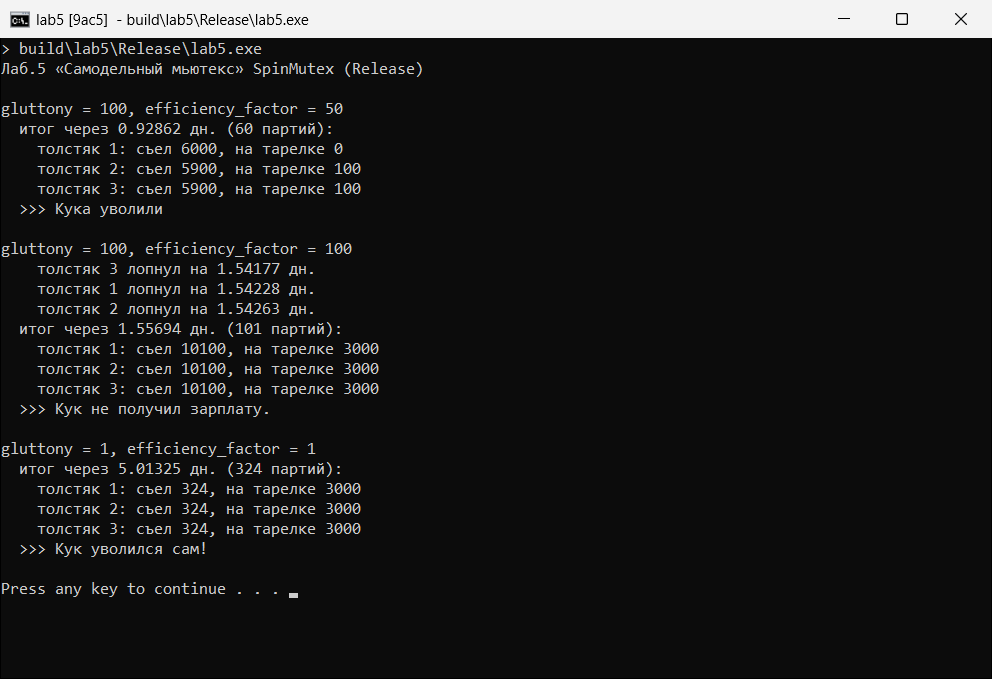 lab5 [9ac5]  - build\lab5\Release\lab5.exe
> build\lab5\Release\lab5.exe
Лаб.5 «Самодельный мьютекс» SpinMutex (Release)
gluttony = 100, efficiency_factor = 50
итог через 0.92862 дн. (60 партий):
толстяк 1: съел 6000, на тарелке 0
толстяк 2: съел 5900, на тарелке 100
толстяк 3: съел 5900, на тарелке 100
>>> Кука уволили
gluttony = 100, efficiency_factor = 100
толстяк 3 лопнул на 1.54177 дн.
толстяк 1 лопнул на 1.54228 дн.
толстяк 2 лопнул на 1.54263 дн.
итог через 1.55694 дн. (101 партий):
толстяк 1: съел 10100, на тарелке 3000
толстяк 2: съел 10100, на тарелке 3000
толстяк 3: съел 10100, на тарелке 3000
>>> Кук не получил зарплату.
gluttony = 1, efficiency_factor = 1
итог через 5.01325 дн. (324 партий):
толстяк 1: съел 324, на тарелке 3000
толстяк 2: съел 324, на тарелке 3000
толстяк 3: съел 324, на тарелке 3000
>>> Кук уволился сам!
Press any key to continue . . .